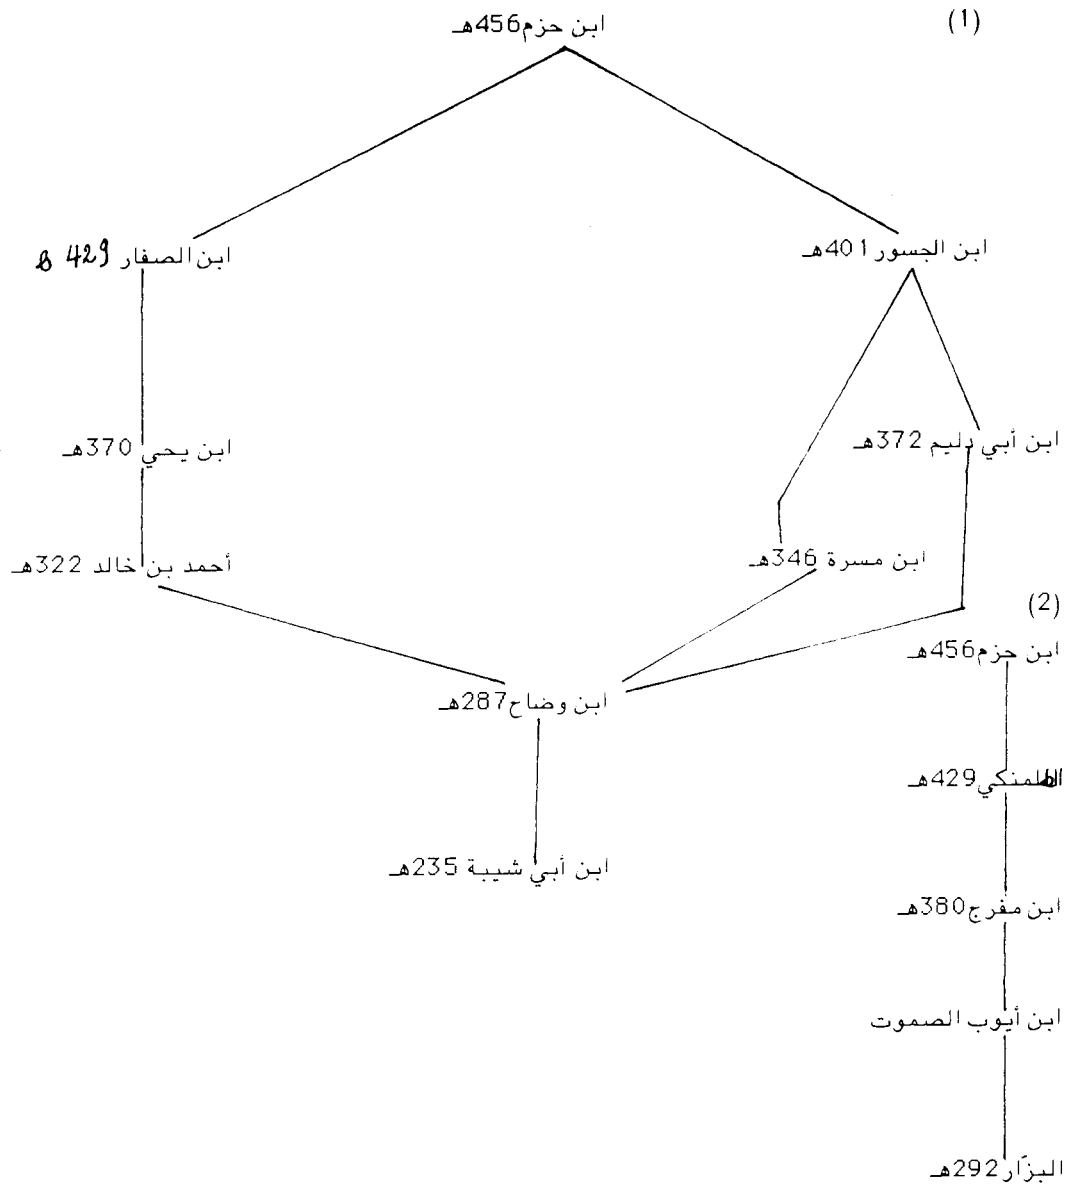 (1)
ابن حزم456هـ
ابن الجسور401هـ
ابن الصفار 429 هـ
ابن أبي دليم 372هـ
ابن يحي 370هـ
ابن مسرة 346هـ
أحمد بن خالد 322هـ
ابن وضاح287هـ
ابن أبي شيبة 235هـ
(2)
ابن حزم456هـ
الطلمنكي429هـ
ابن مفرج380هـ
ابن أيوب الصموت
البزّار292هـ